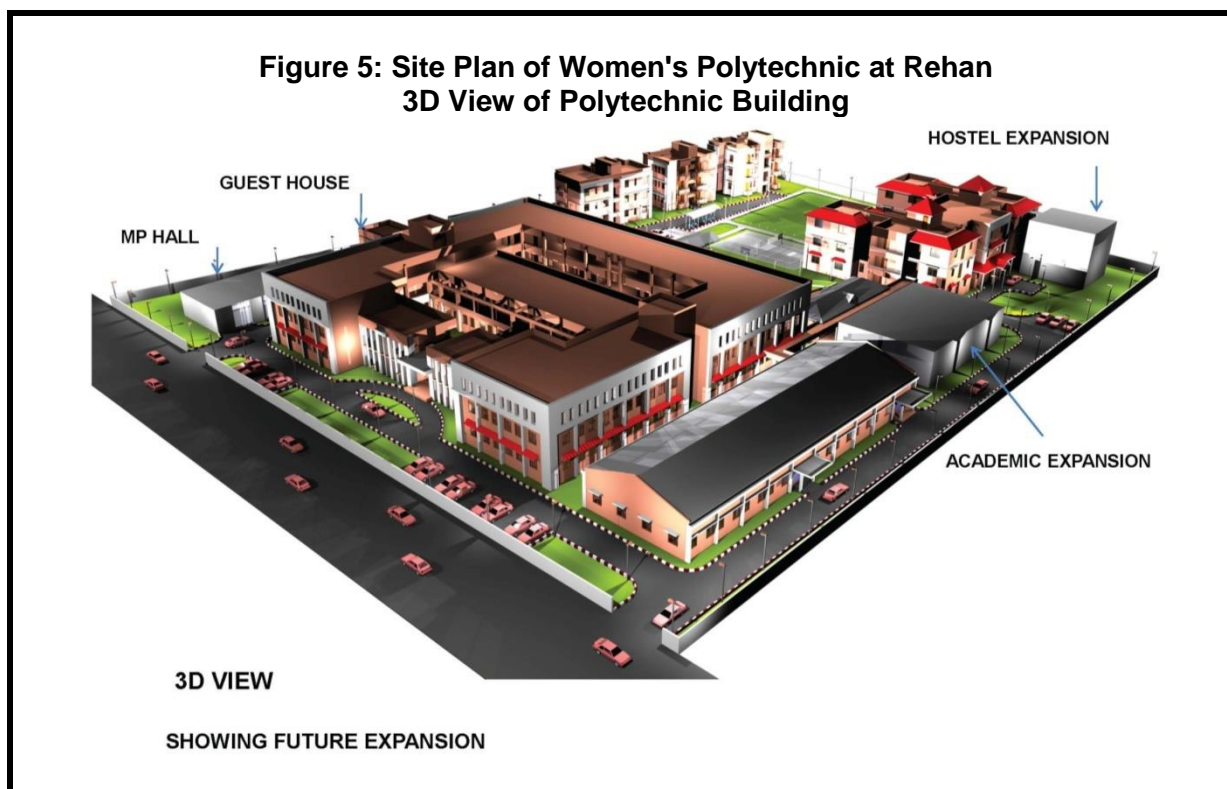 Figure 5: Site Plan of Women's Polytechnic at Rehan
3D View of Polytechnic Building
HOSTEL EXPANSION
GUEST HOUSE
MP HALL
ACADEMIC EXPANSION
3D VIEW
SHOWING FUTURE EXPANSION